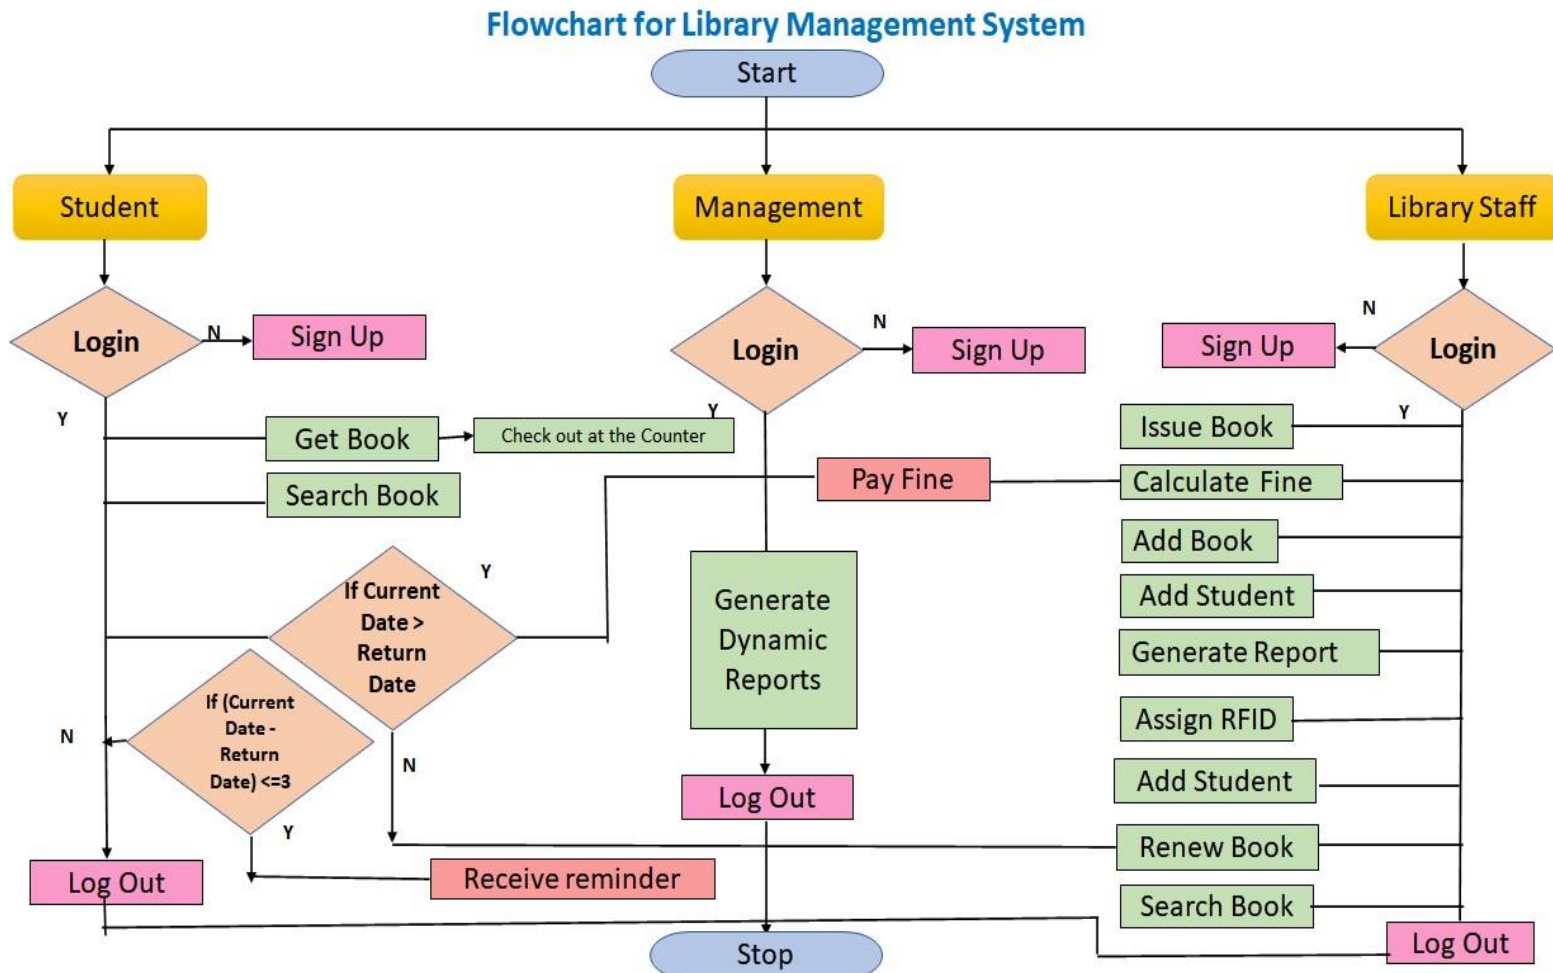 Flowchart for Library Management System
Start
Student
Management
Library Staff
Login
N
Sign Up
Login
N
Sign Up
Sign Up
N
Login
Y
Get Book
Check out at the Counter
Y
Issue Book
Y
Search Book
Pay Fine
Calculate Fine
Add Book
If Current
Date >
Return
Date
Y
Generate
Dynamic
Reports
Add Student
Generate Report
If (Current
Date -
Return
Date) <=3
N
N
Assign RFID
Log Out
Add Student
Y
Renew Book
Log Out
Receive reminder
Search Book
Log Out
Stop